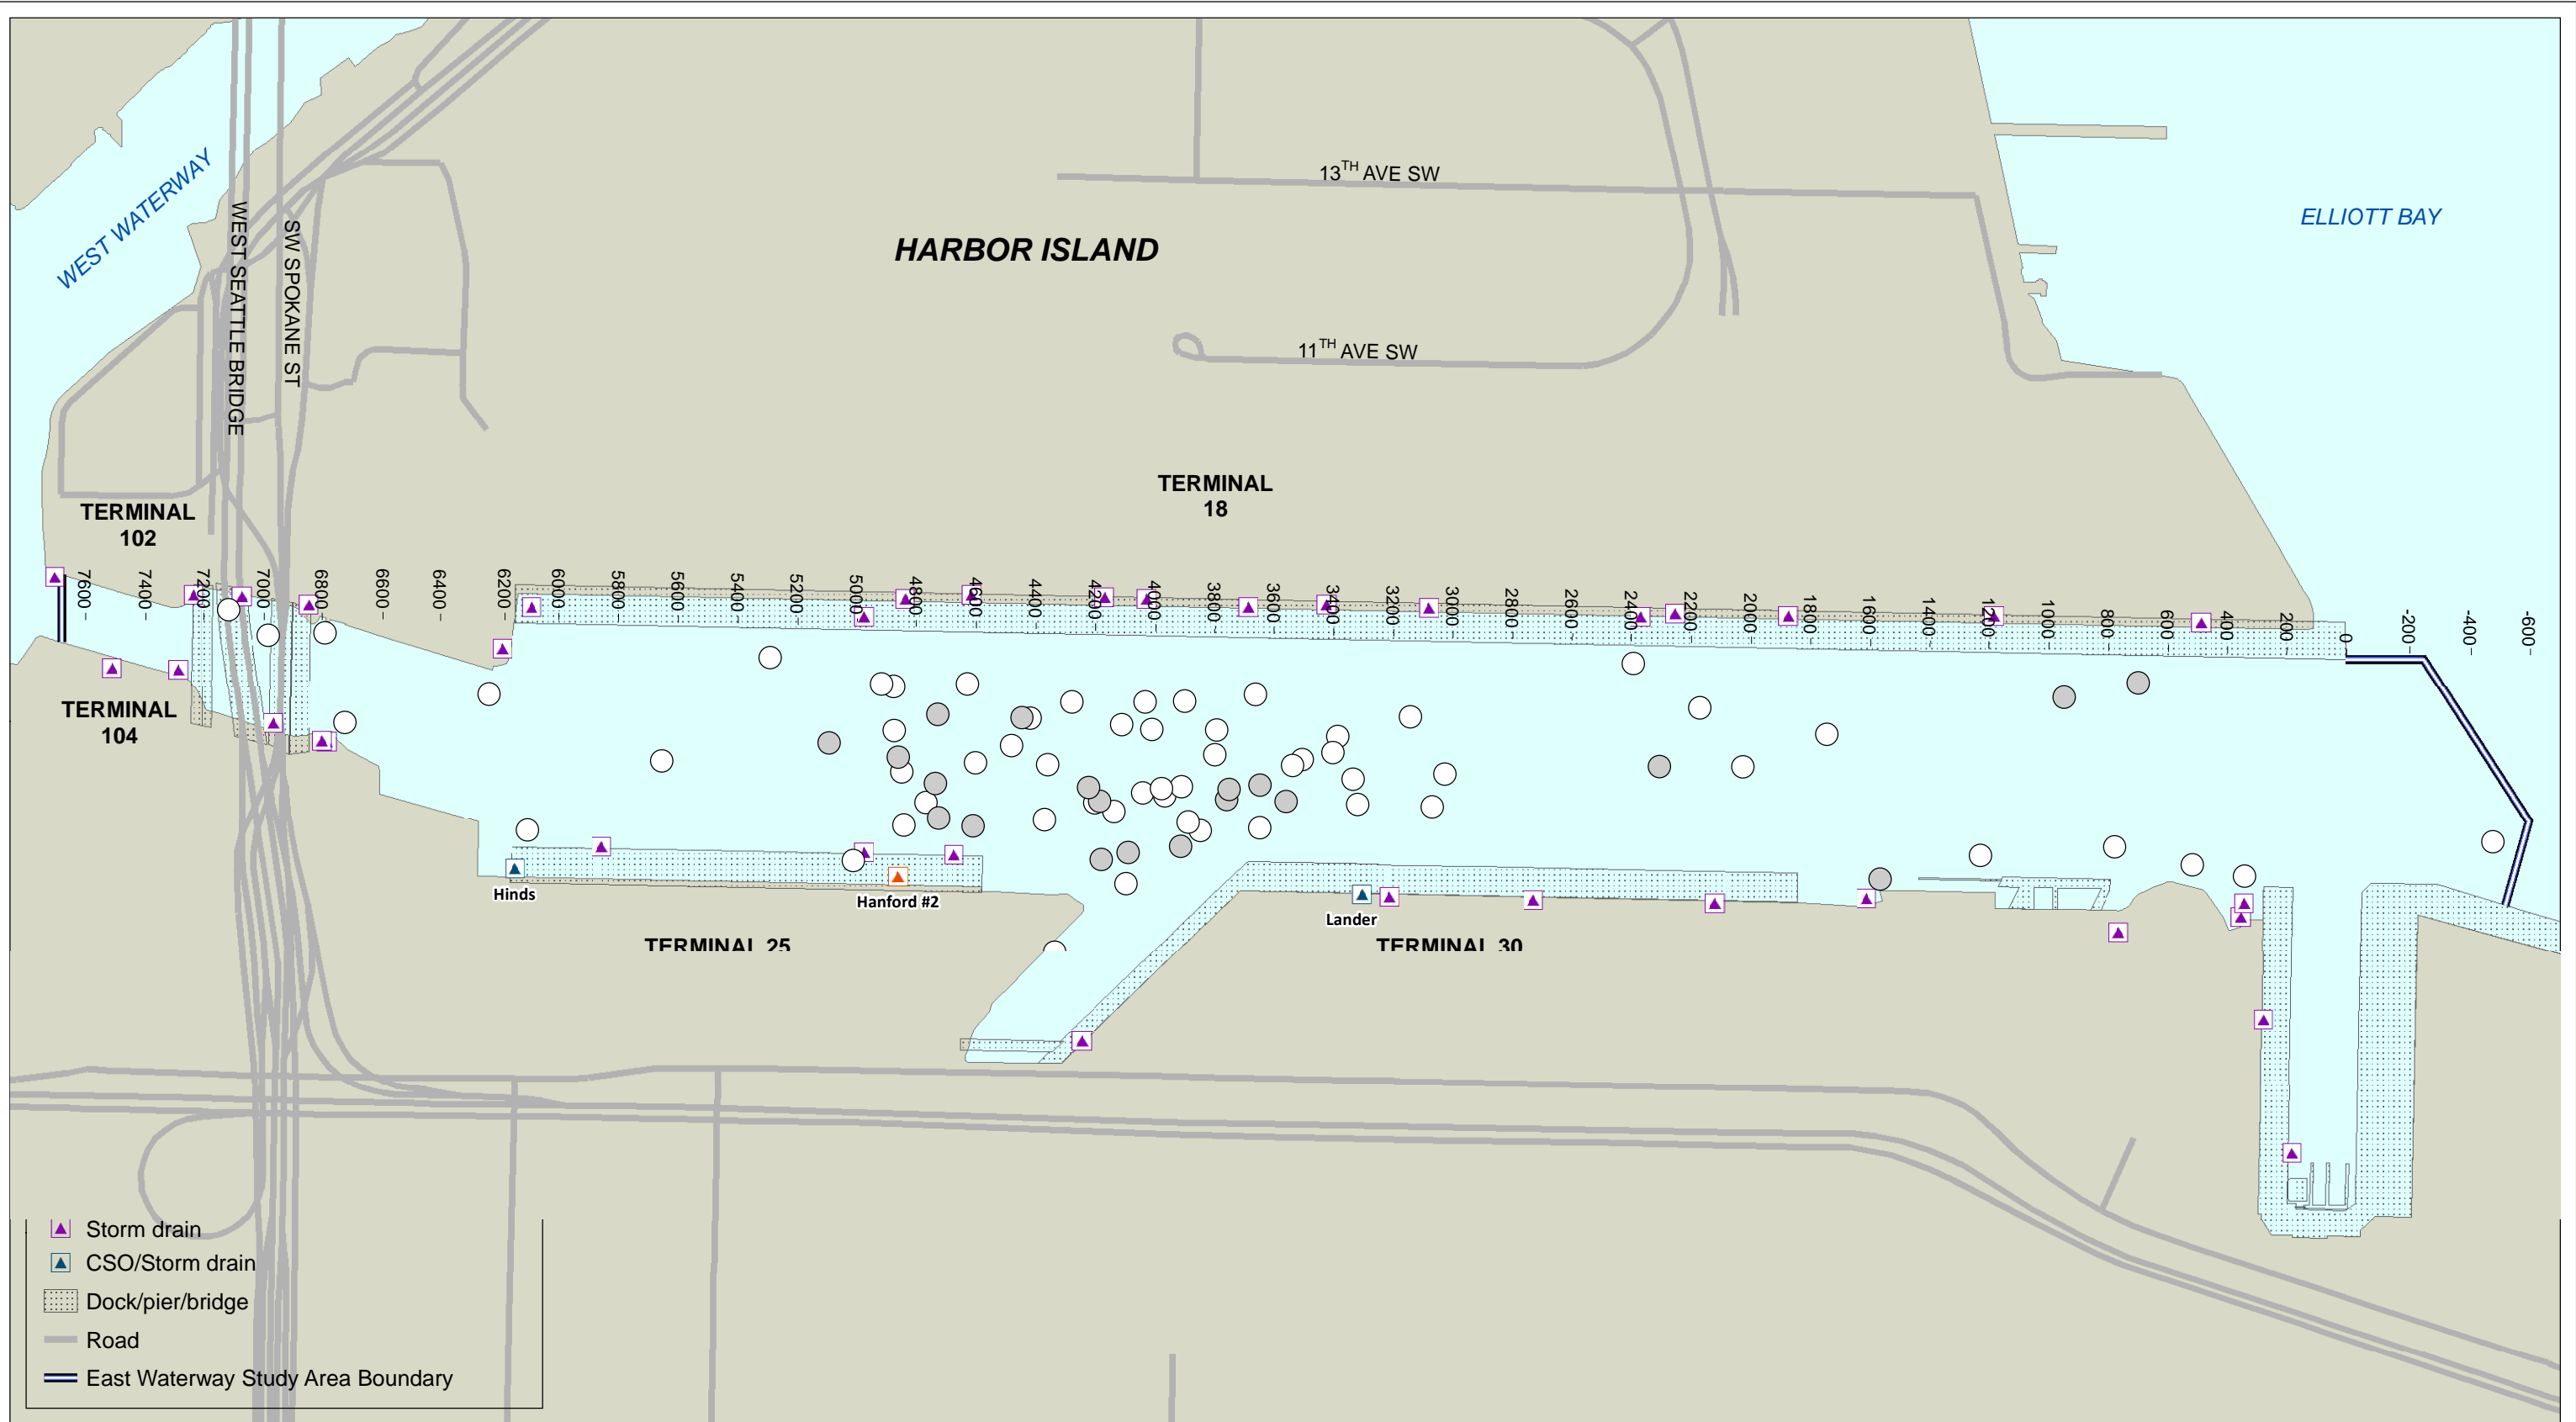 13TH AVE SW
WEST WATERWAY
ELLIOTT BAY
HARBOR ISLAND
WEST SEATTLE BRIDGE
SW SPOKANE ST
11TH AVE SW
TERMINAL
18
TERMINAL
102
7600
7400
7200
7000
6800
6600
6400
6200
6000
5800
5600
5400
5200
5000
4800
4600
4400
4200
4000
3800
3600
3400
3200
3000
2800
2600
2400
2200
2000
1800
1600
1400
1200
1000
800
600
400
200
0
-200
-400
-600
TERMINAL
104
Hinds
Hanford #2
Lander
TERMINAL 25
TERMINAL 30
Storm drain
CSO/Storm drain
Dock/pier/bridge
Road
East Waterway Study Area Boundary